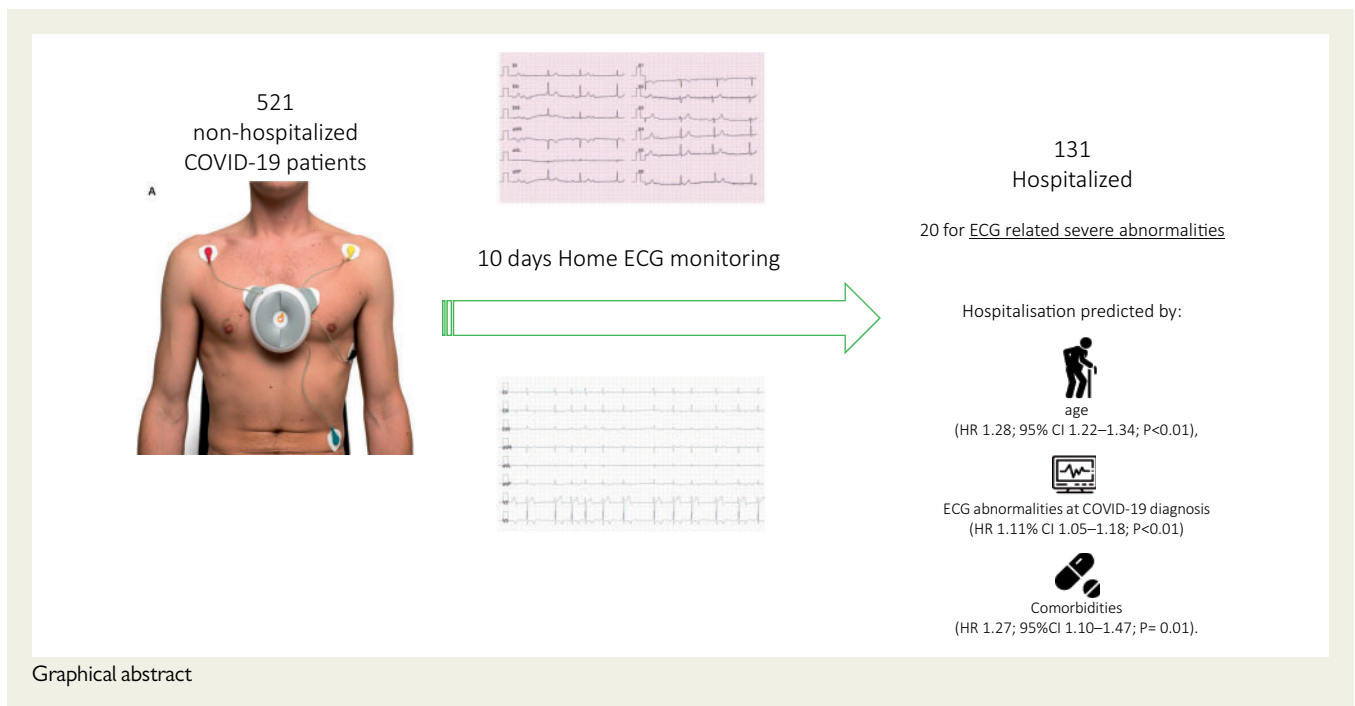 521
non-hospitalized
COVID-19 patients
A
10 days Home ECG monitoring
131
Hospitalized
20 for ECG related severe abnormalities
Hospitalisation predicted by:
age
(HR 1.28; 95% CI 1.22–1.34; P<0.01),
ECG abnormalities at COVID-19 diagnosis
(HR 1.11% CI 1.05–1.18; P<0.01)
Comorbidities
(HR 1.27; 95%CI 1.10–1.47; P= 0.01).
Graphical abstract